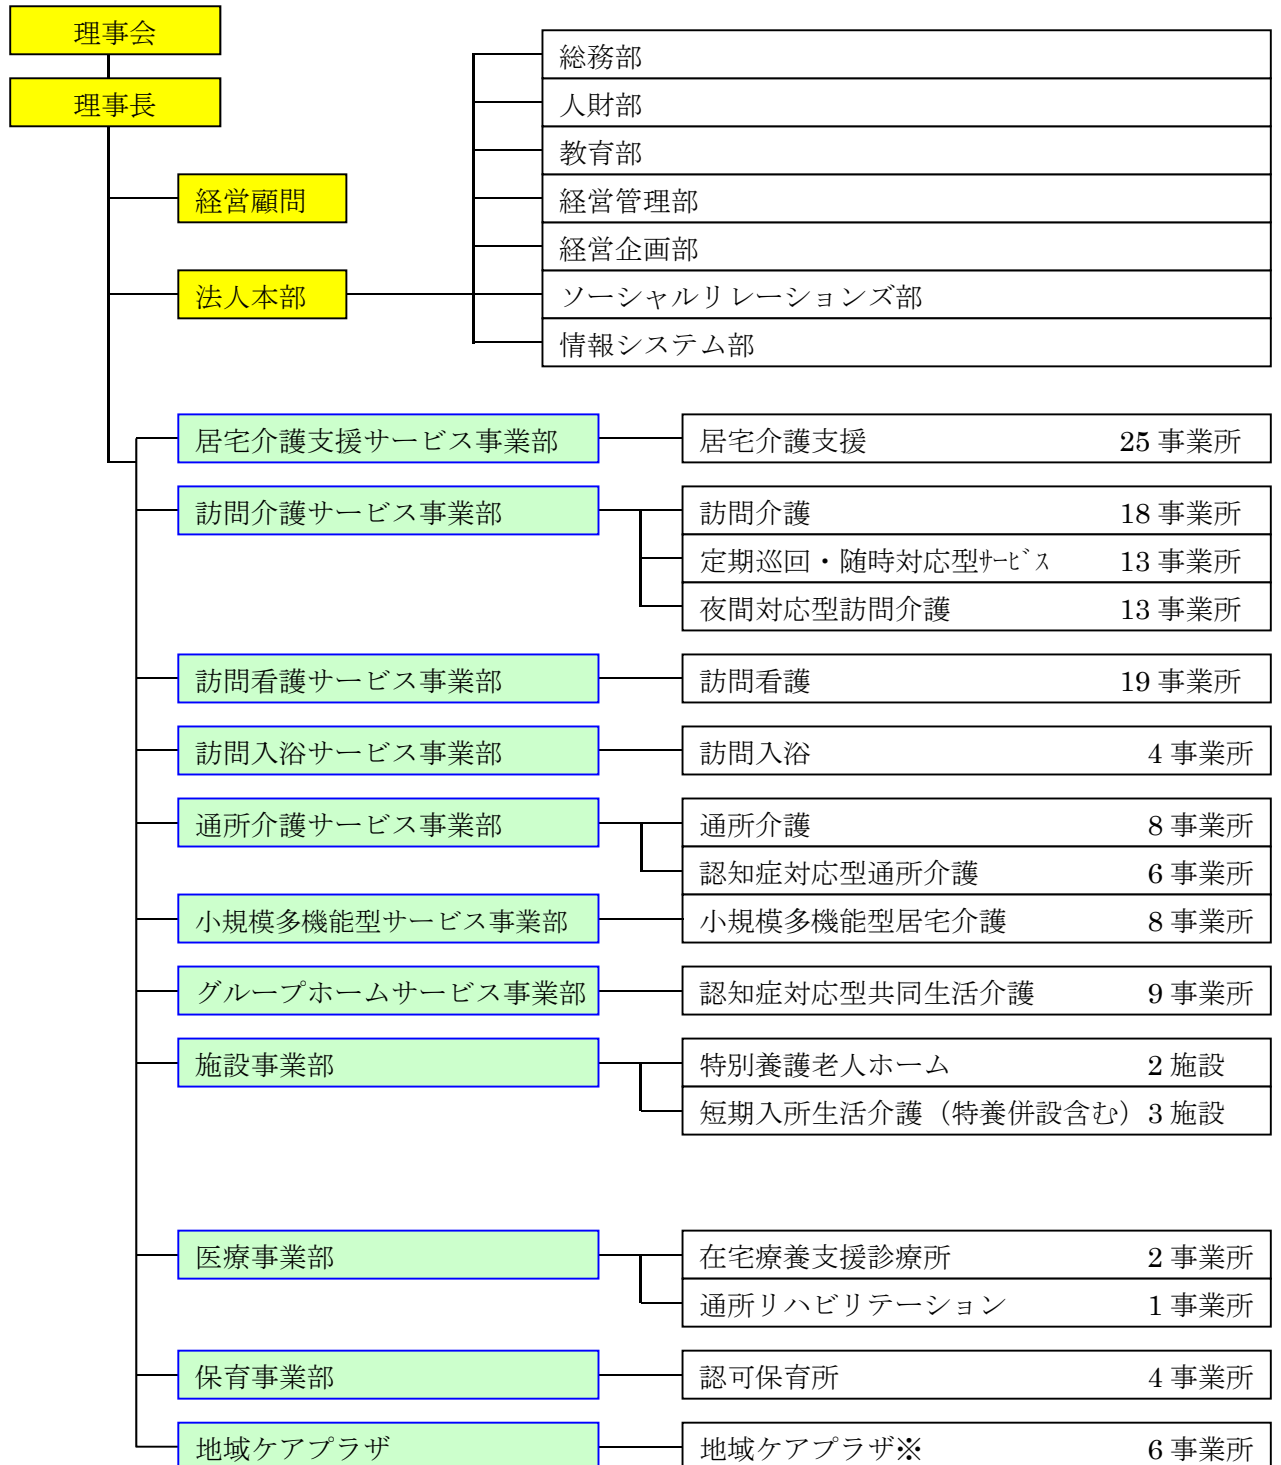 理事会
理事長
経営顧問
法人本部
総務部
人財部
教育部
経営管理部
経営企画部
ソーシャルリレーションズ部
情報システム部
居宅介護支援サービス事業部 居宅介護支援 25 事業所
訪問介護サービス事業部 訪問介護 18 事業所
定期巡回・随時対応型ｻｰﾋﾞｽ 13 事業所
夜間対応型訪問介護 13 事業所
訪問看護サービス事業部 訪問看護 19 事業所
訪問入浴サービス事業部 訪問入浴 4 事業所
通所介護サービス事業部 通所介護 8 事業所
認知症対応型通所介護 6 事業所
小規模多機能型サービス事業部 小規模多機能型居宅介護 8 事業所
グループホームサービス事業部 認知症対応型共同生活介護 9 事業所
施設事業部 特別養護老人ホーム 2 施設
短期入所生活介護（特養併設含む）3 施設
医療事業部 在宅療養支援診療所 2 事業所
通所リハビリテーション 1 事業所
保育事業部 認可保育所 4 事業所
地域ケアプラザ 地域ケアプラザ※ 6 事業所